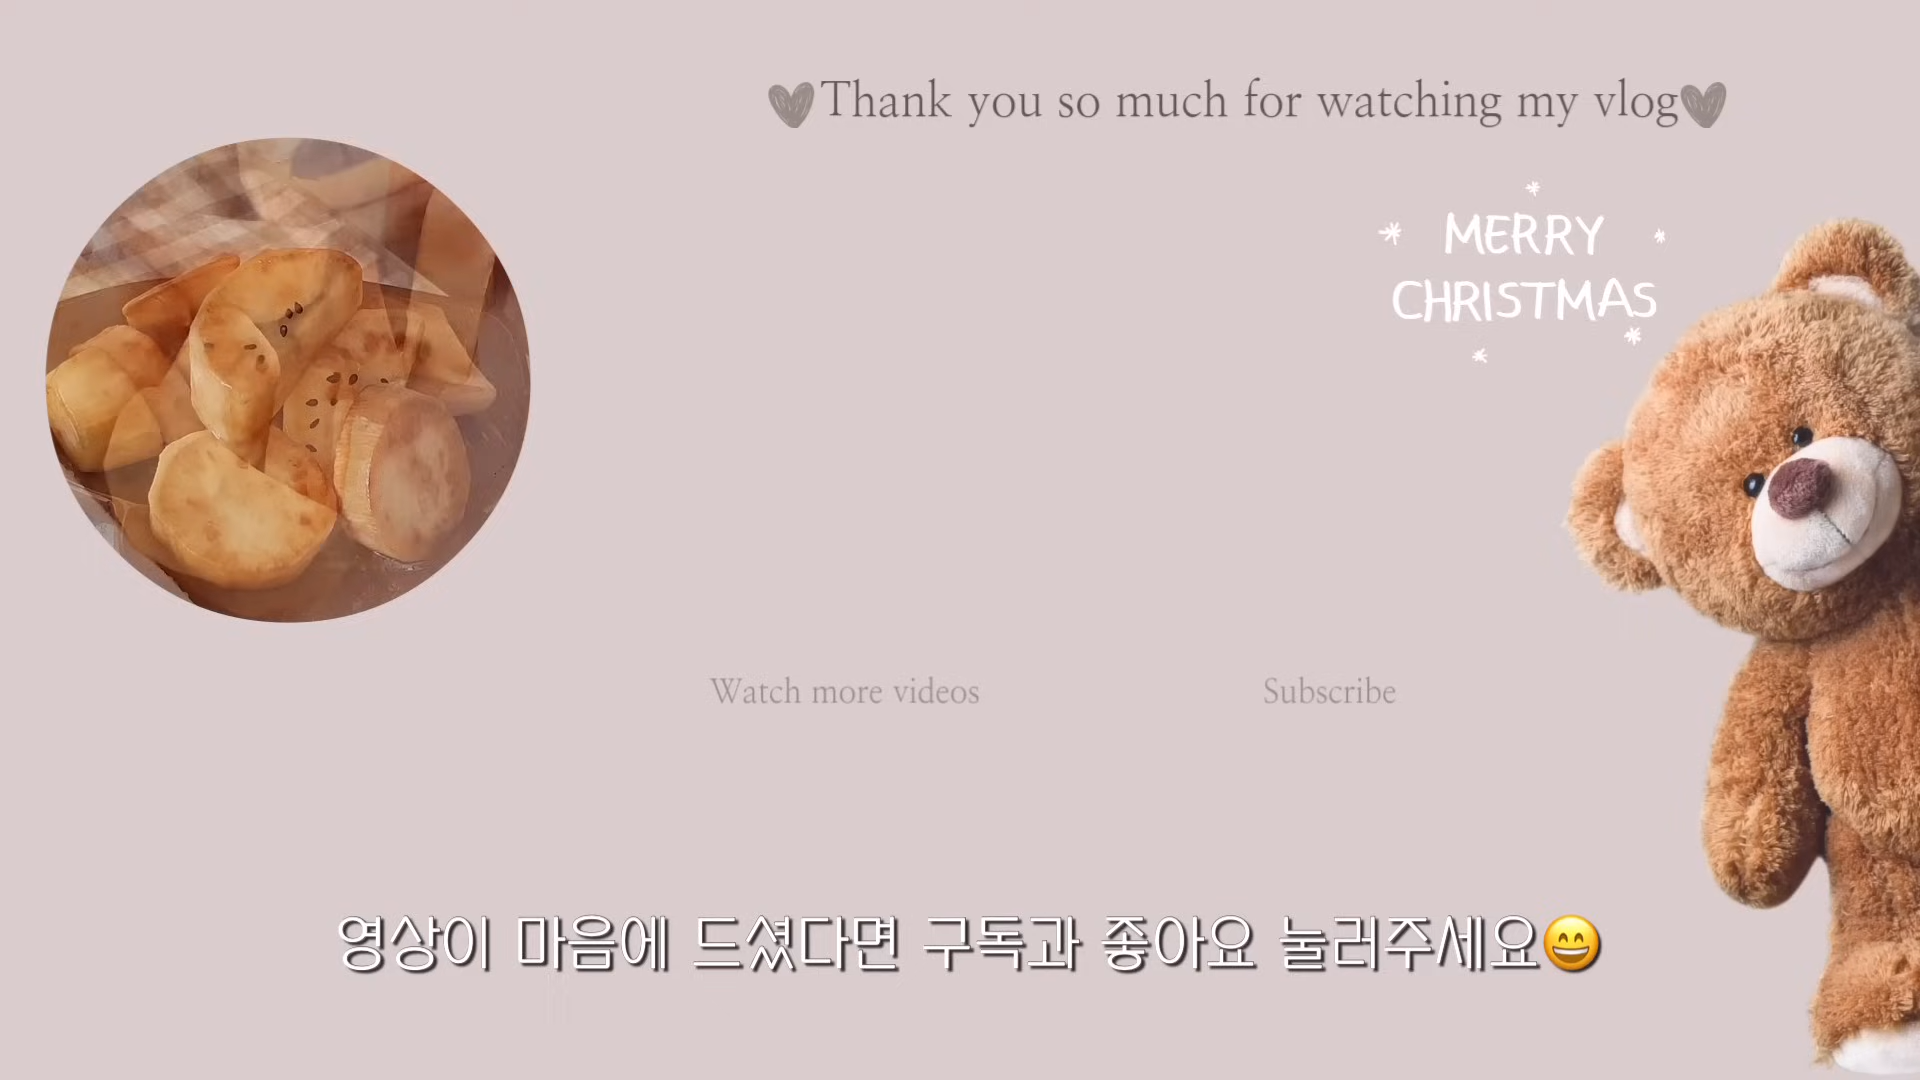 Thank you so much for watching my vlog
MERRY
CHRISTMAS
Watch more videos
Subscribe
영상이 마음에 드셨다면 구독과 좋아요 눌러주세요😄